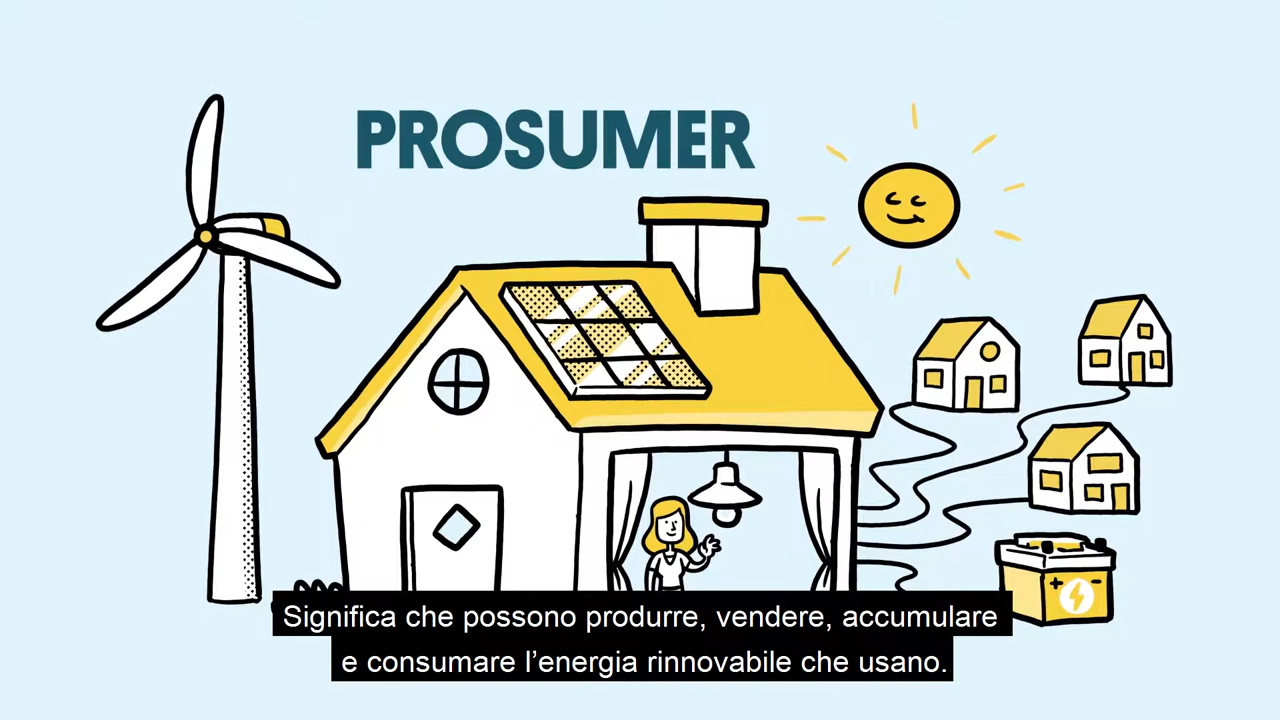 PROSUMER
Significa che possono produrre, vendere, accumulare
e consumare l’energia rinnovabile che usano.